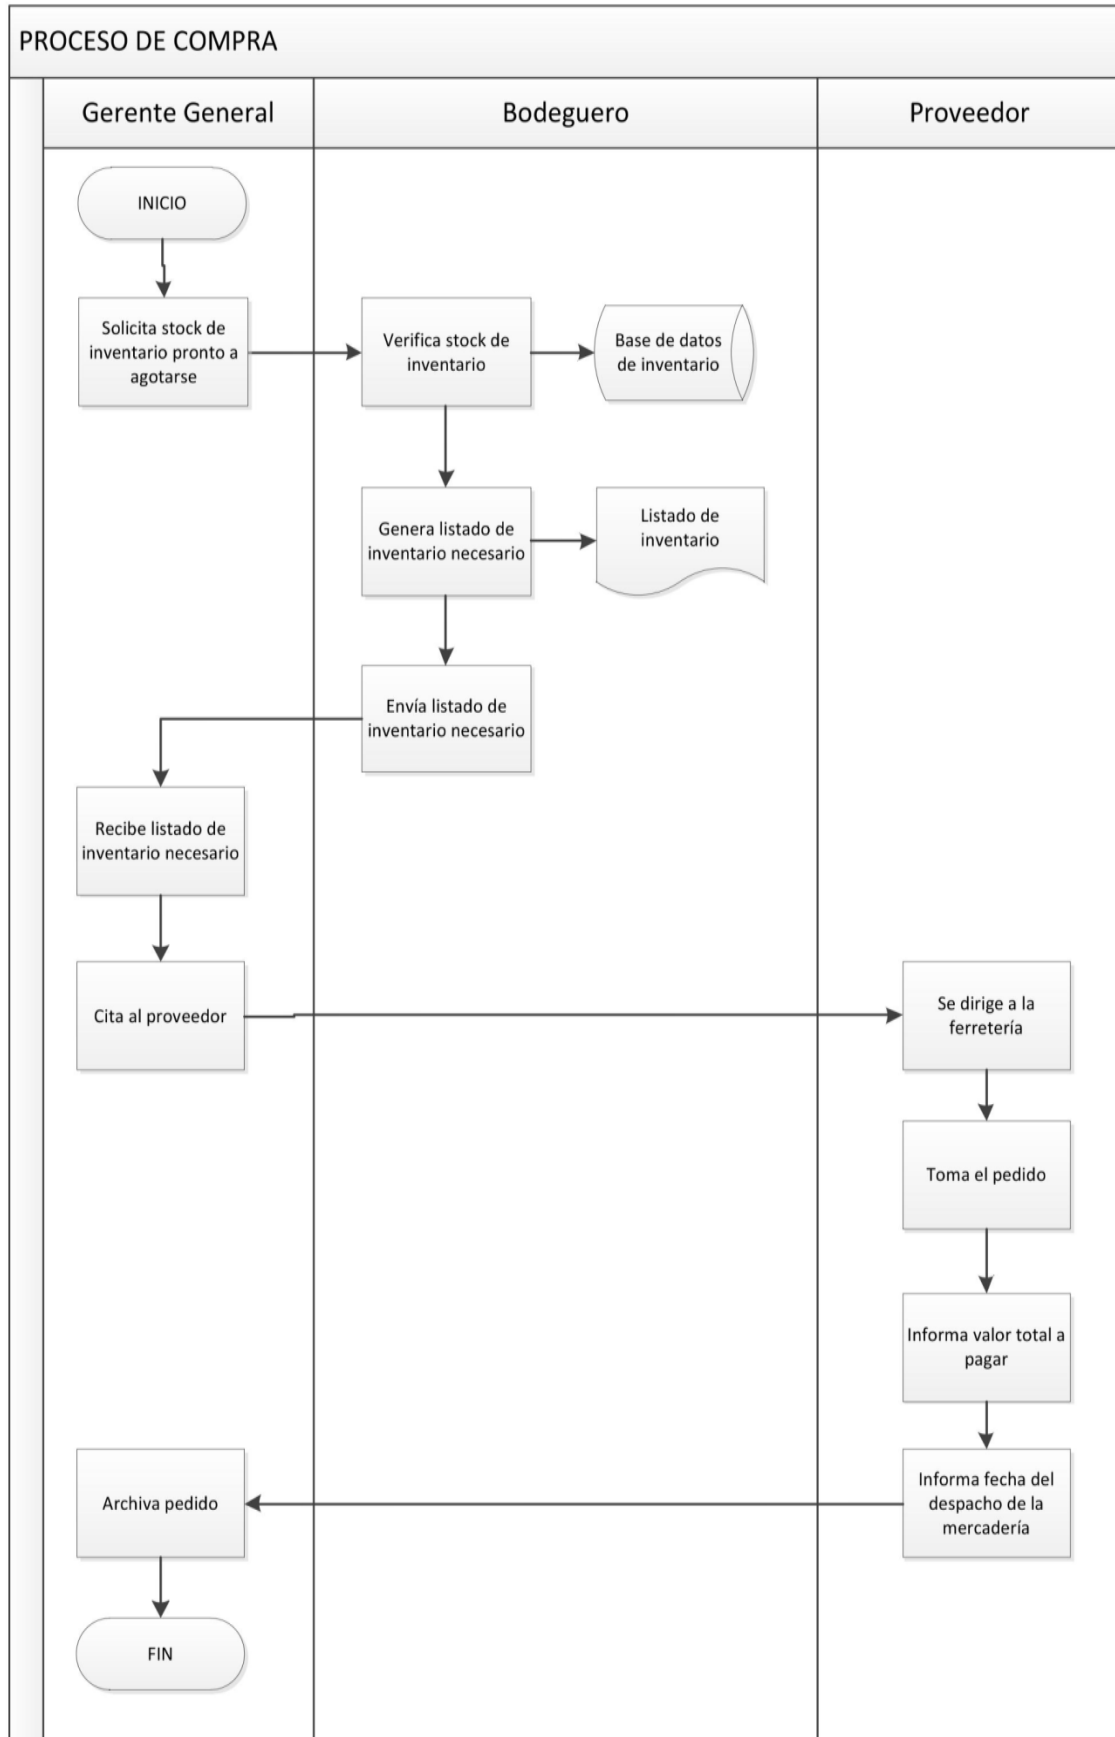 PROCESO DE COMPRA
Gerente General
Bodeguero
Proveedor
INICIO
Solicita stock de
inventario pronto a
agotarse
Verifica stock de
inventario
Base de datos
de inventario
Genera listado de
inventario necesario
Listado de
inventario
Envía listado de
inventario necesario
Recibe listado de
inventario necesario
Cita al proveedor
Se dirige a la
ferretería
Toma el pedido
Informa valor total a
pagar
Informa fecha del
despacho de la
mercadería
Archiva pedido
FIN